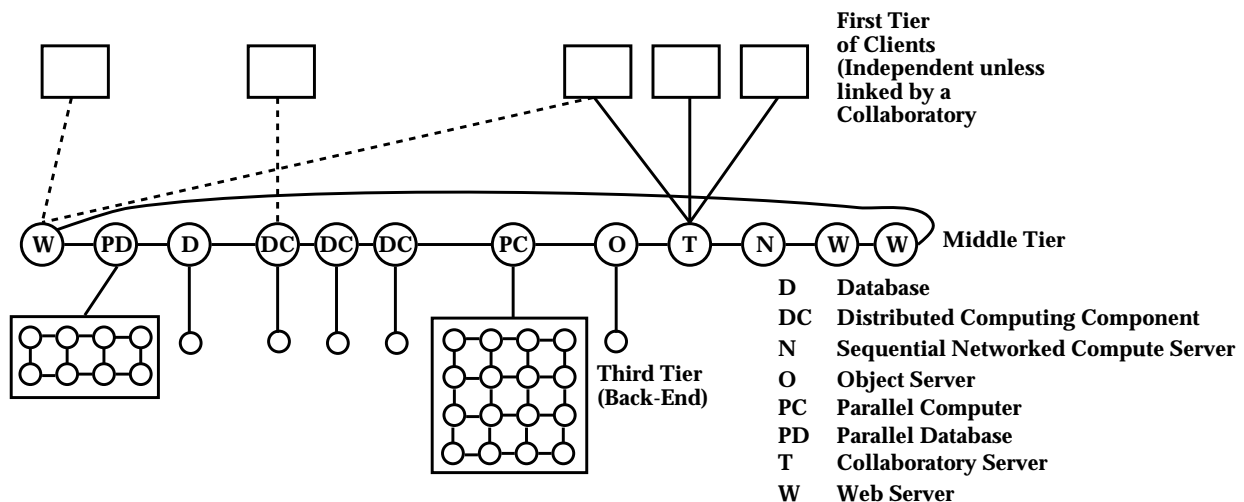 First Tier
of Clients
(Independent unless
linked by a
Collaboratory
W PD D DC DC DC PC O T N W W
Middle Tier
Third Tier
(Back-End)
D Database
DC Distributed Computing Component
N Sequential Networked Compute Server
O Object Server
PC Parallel Computer
PD Parallel Database
T Collaboratory Server
W Web Server